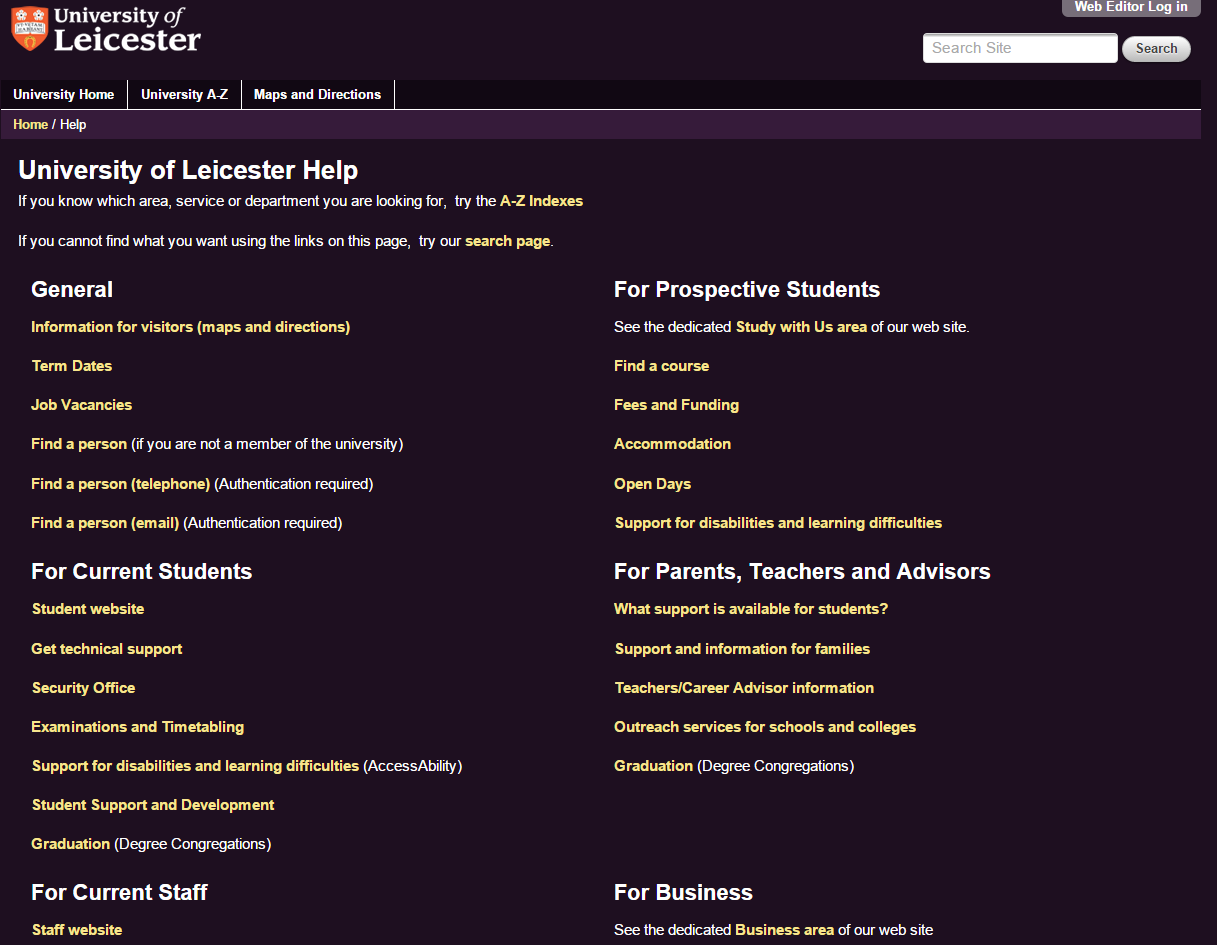 University of
Leicester
Web Editor Log in
Search Site
Search
University Home
University A-Z
Maps and Directions
Home / Help
University of Leicester Help
If you know which area, service or department you are looking for, try the A-Z Indexes
If you cannot find what you want using the links on this page, try our search page.
General
Information for visitors (maps and directions)
Term Dates
Job Vacancies
Find a person (if you are not a member of the university)
Find a person (telephone) (Authentication required)
Find a person (email) (Authentication required)
For Prospective Students
See the dedicated Study with Us area of our web site.
Find a course
Fees and Funding
Accommodation
Open Days
Support for disabilities and learning difficulties
For Current Students
Student website
Get technical support
Security Office
Examinations and Timetabling
Support for disabilities and learning difficulties (AccessAbility)
Student Support and Development
Graduation (Degree Congregations)
For Parents, Teachers and Advisors
What support is available for students?
Support and information for families
Teachers/Career Advisor information
Outreach services for schools and colleges
Graduation (Degree Congregations)
For Current Staff
Staff website
For Business
See the dedicated Business area of our web site